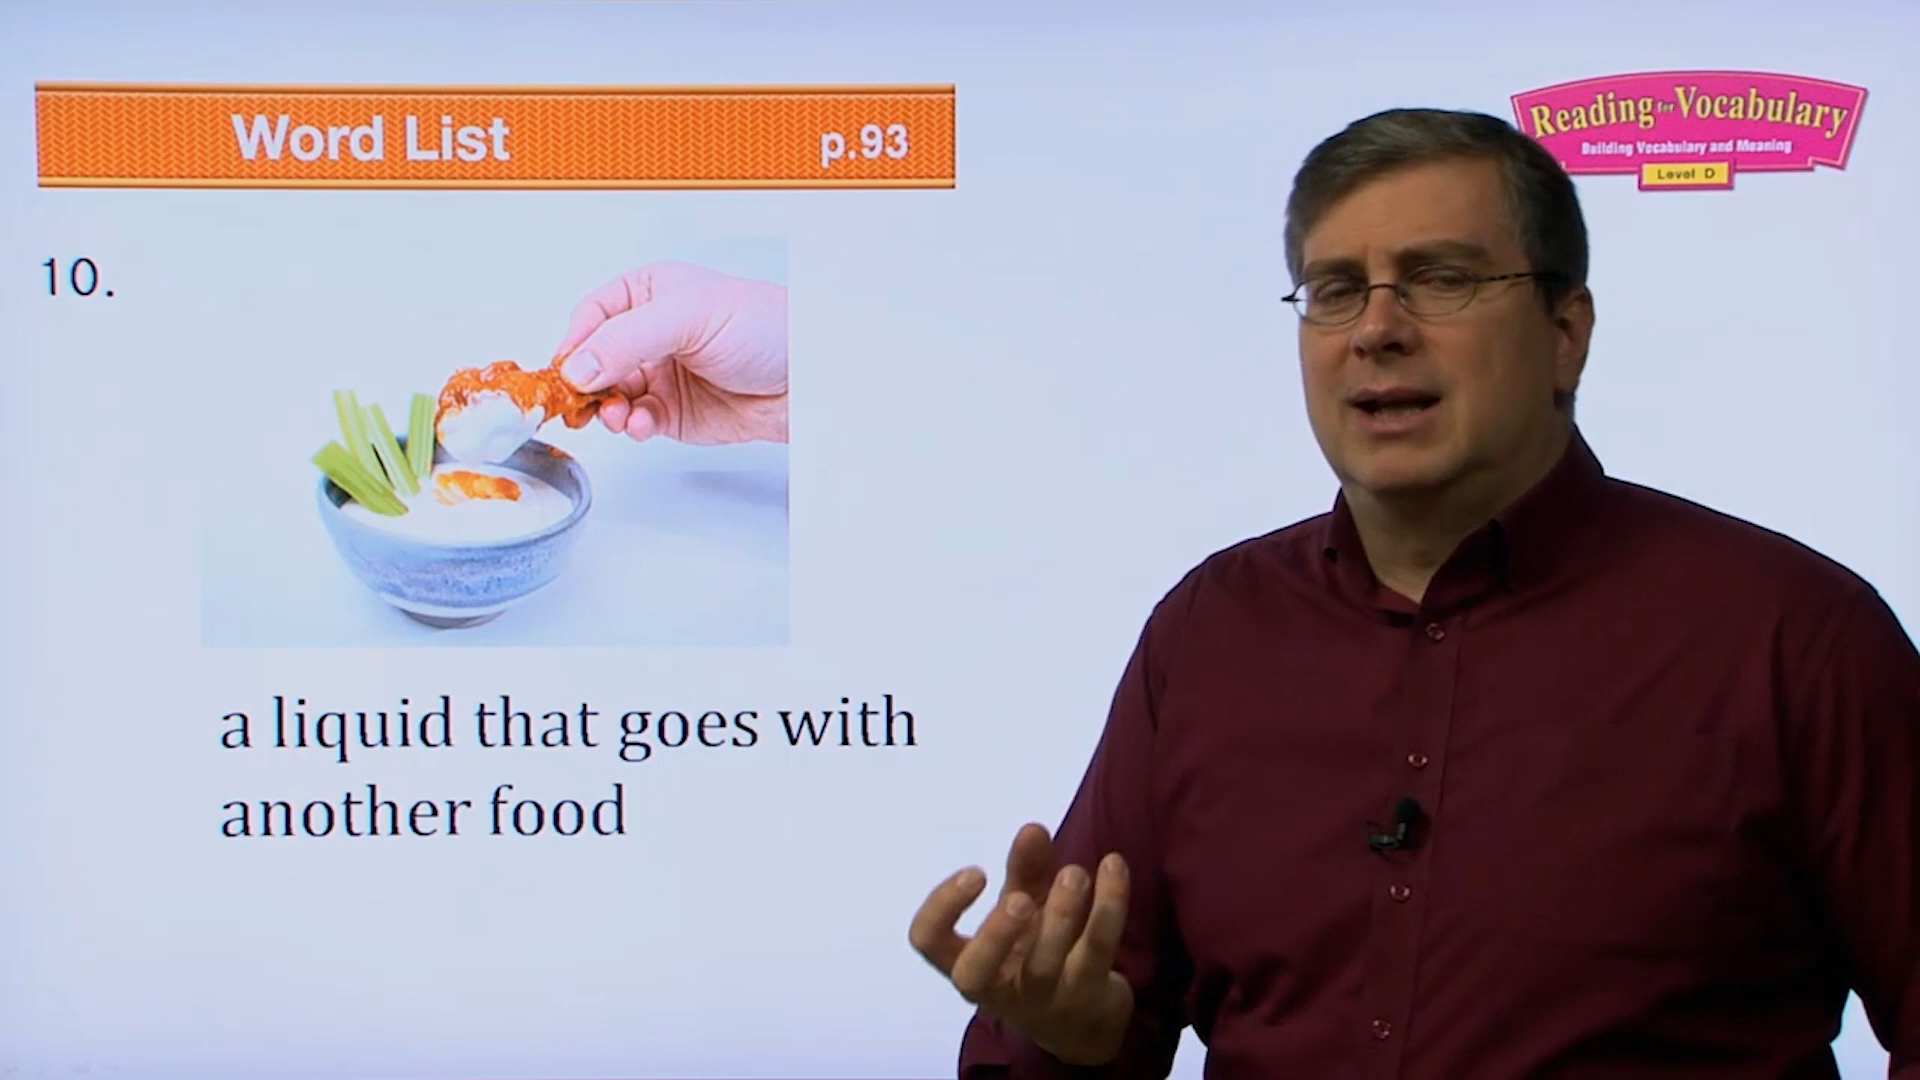 Word List p.93
Reading for Vocabulary
Building Vocabulary and Meaning
Level D
10.
a liquid that goes with
another food